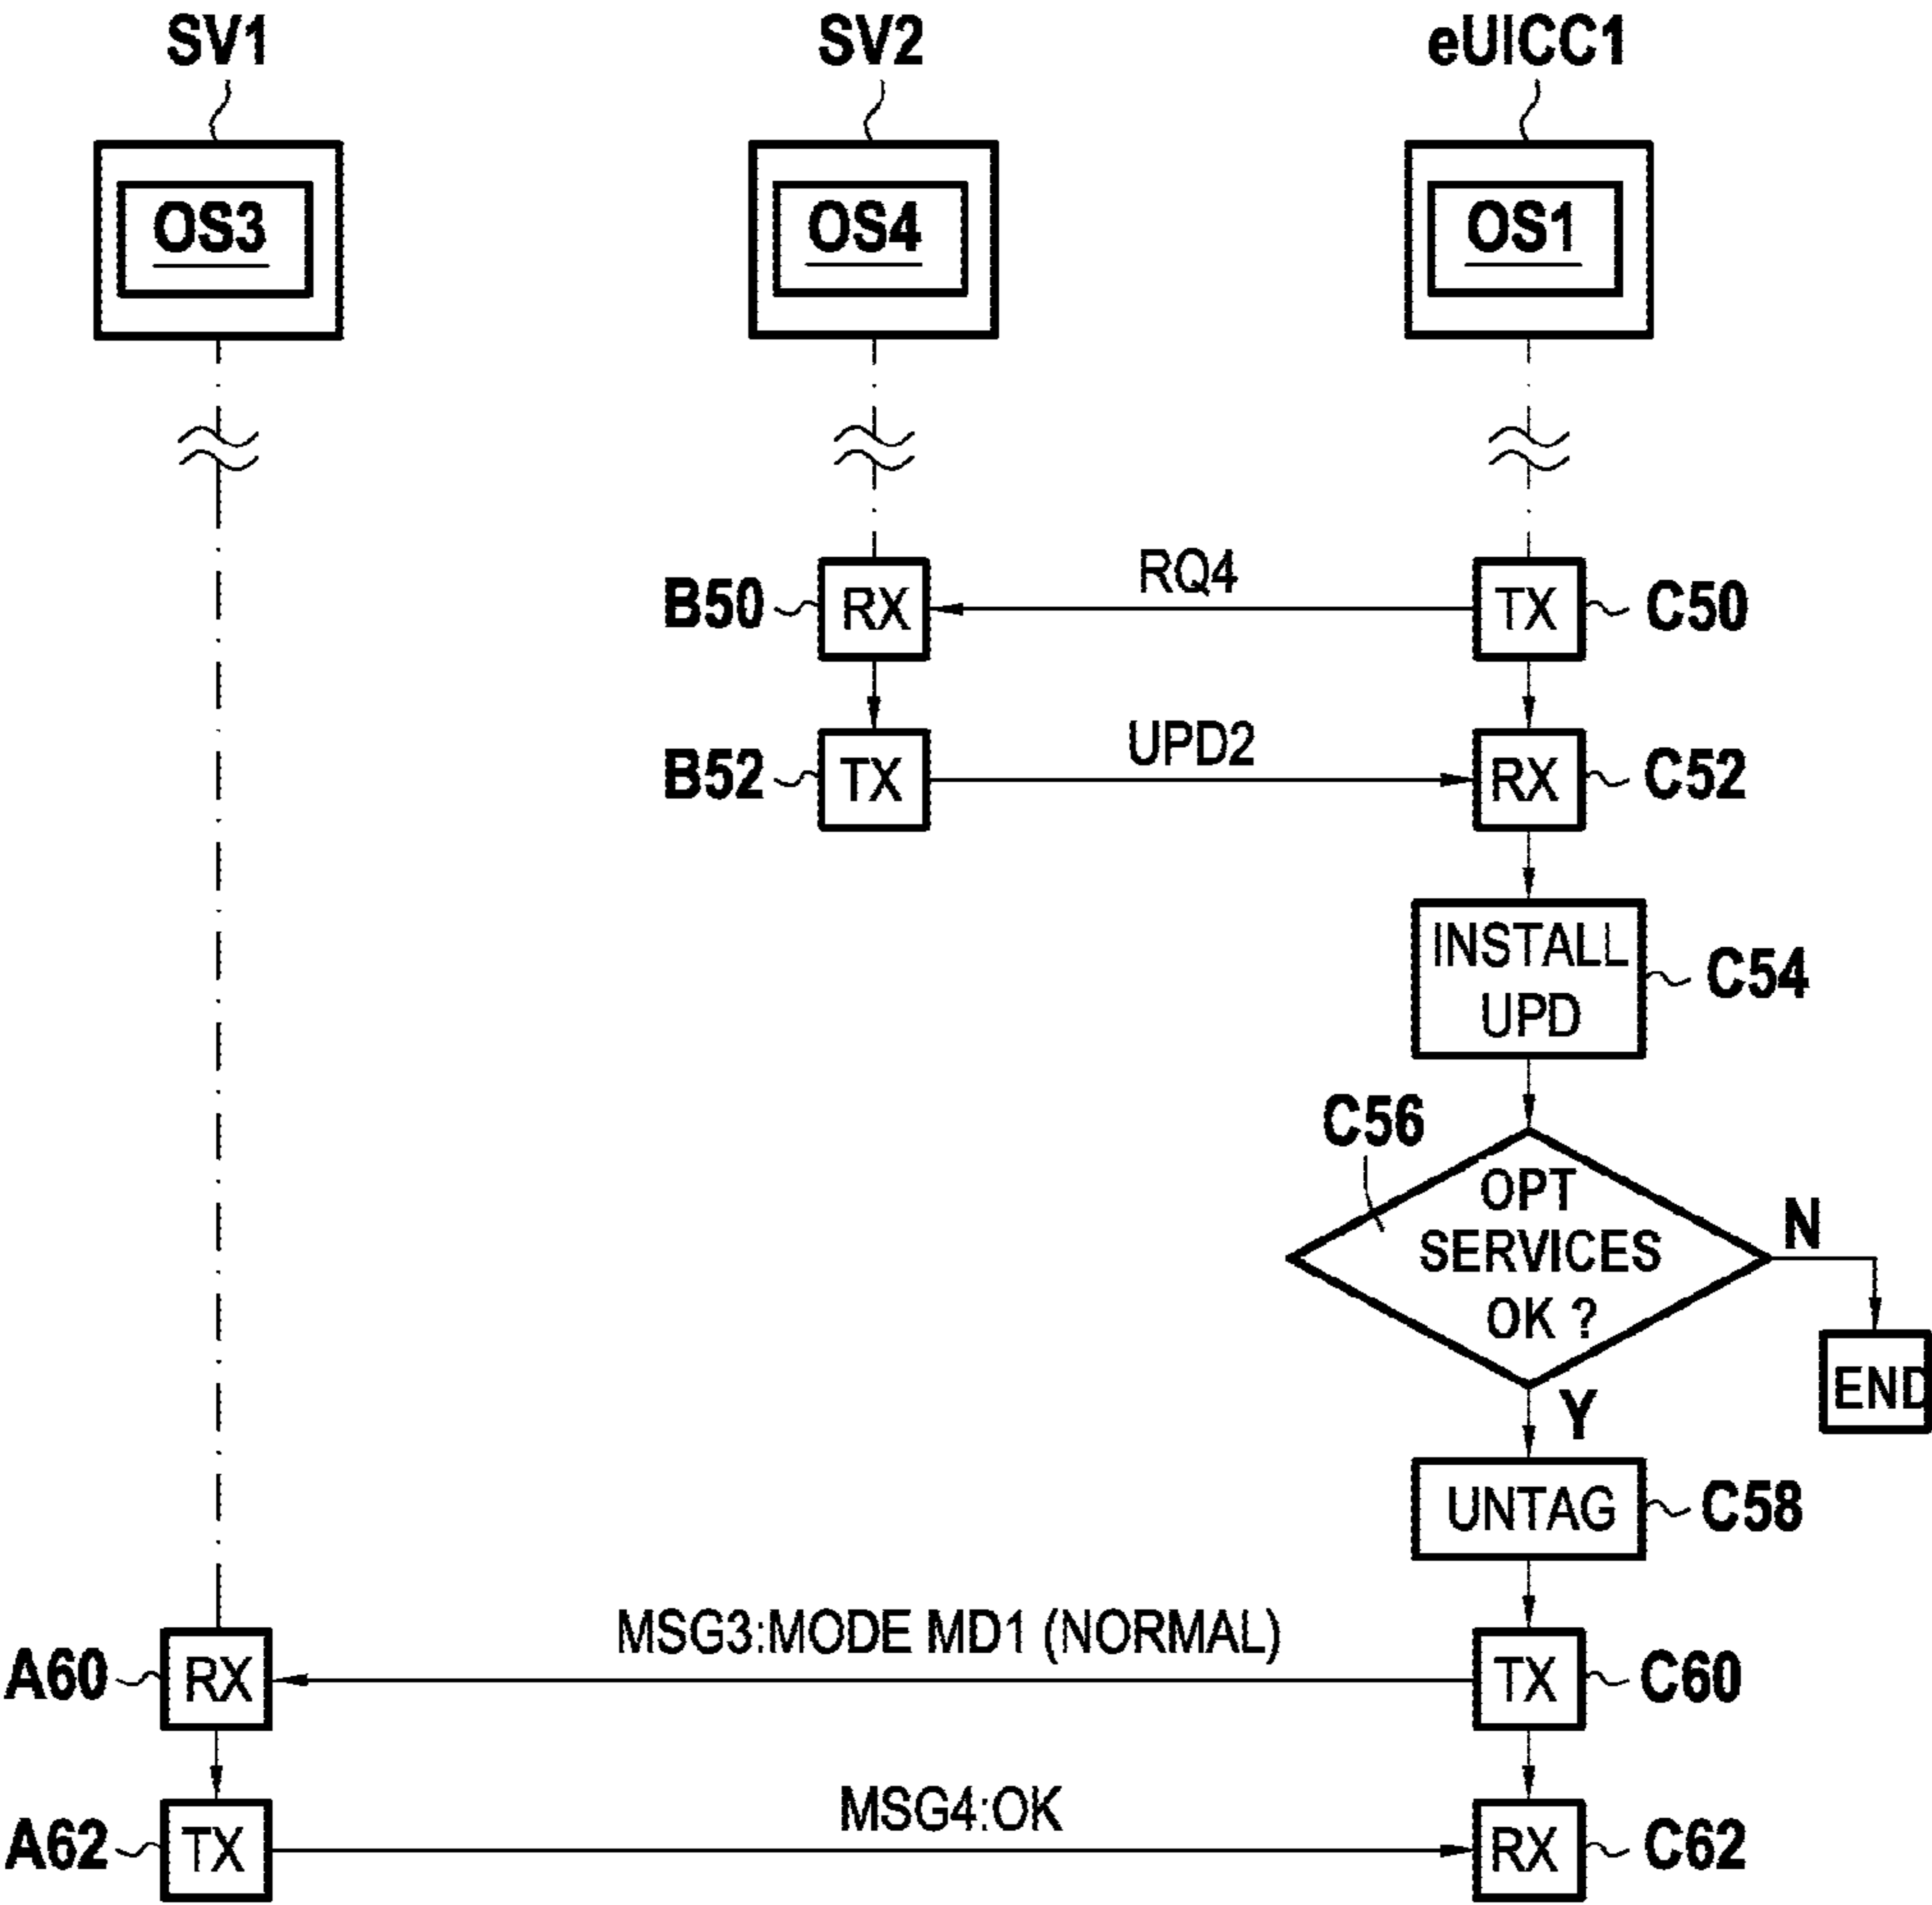 SV1 SV2 eUICC1
OS3 OS4 OS1
RQ4
B50 RX TX C50
UPD2
B52 TX RX C52
INSTALL
UPD
C54
C56
OPT
SERVICES
OK ?
N
END
Y
UNTAG C58
MSG3:MODE MD1 (NORMAL)
A60 RX TX C60
MSG4:OK
A62 TX RX C62